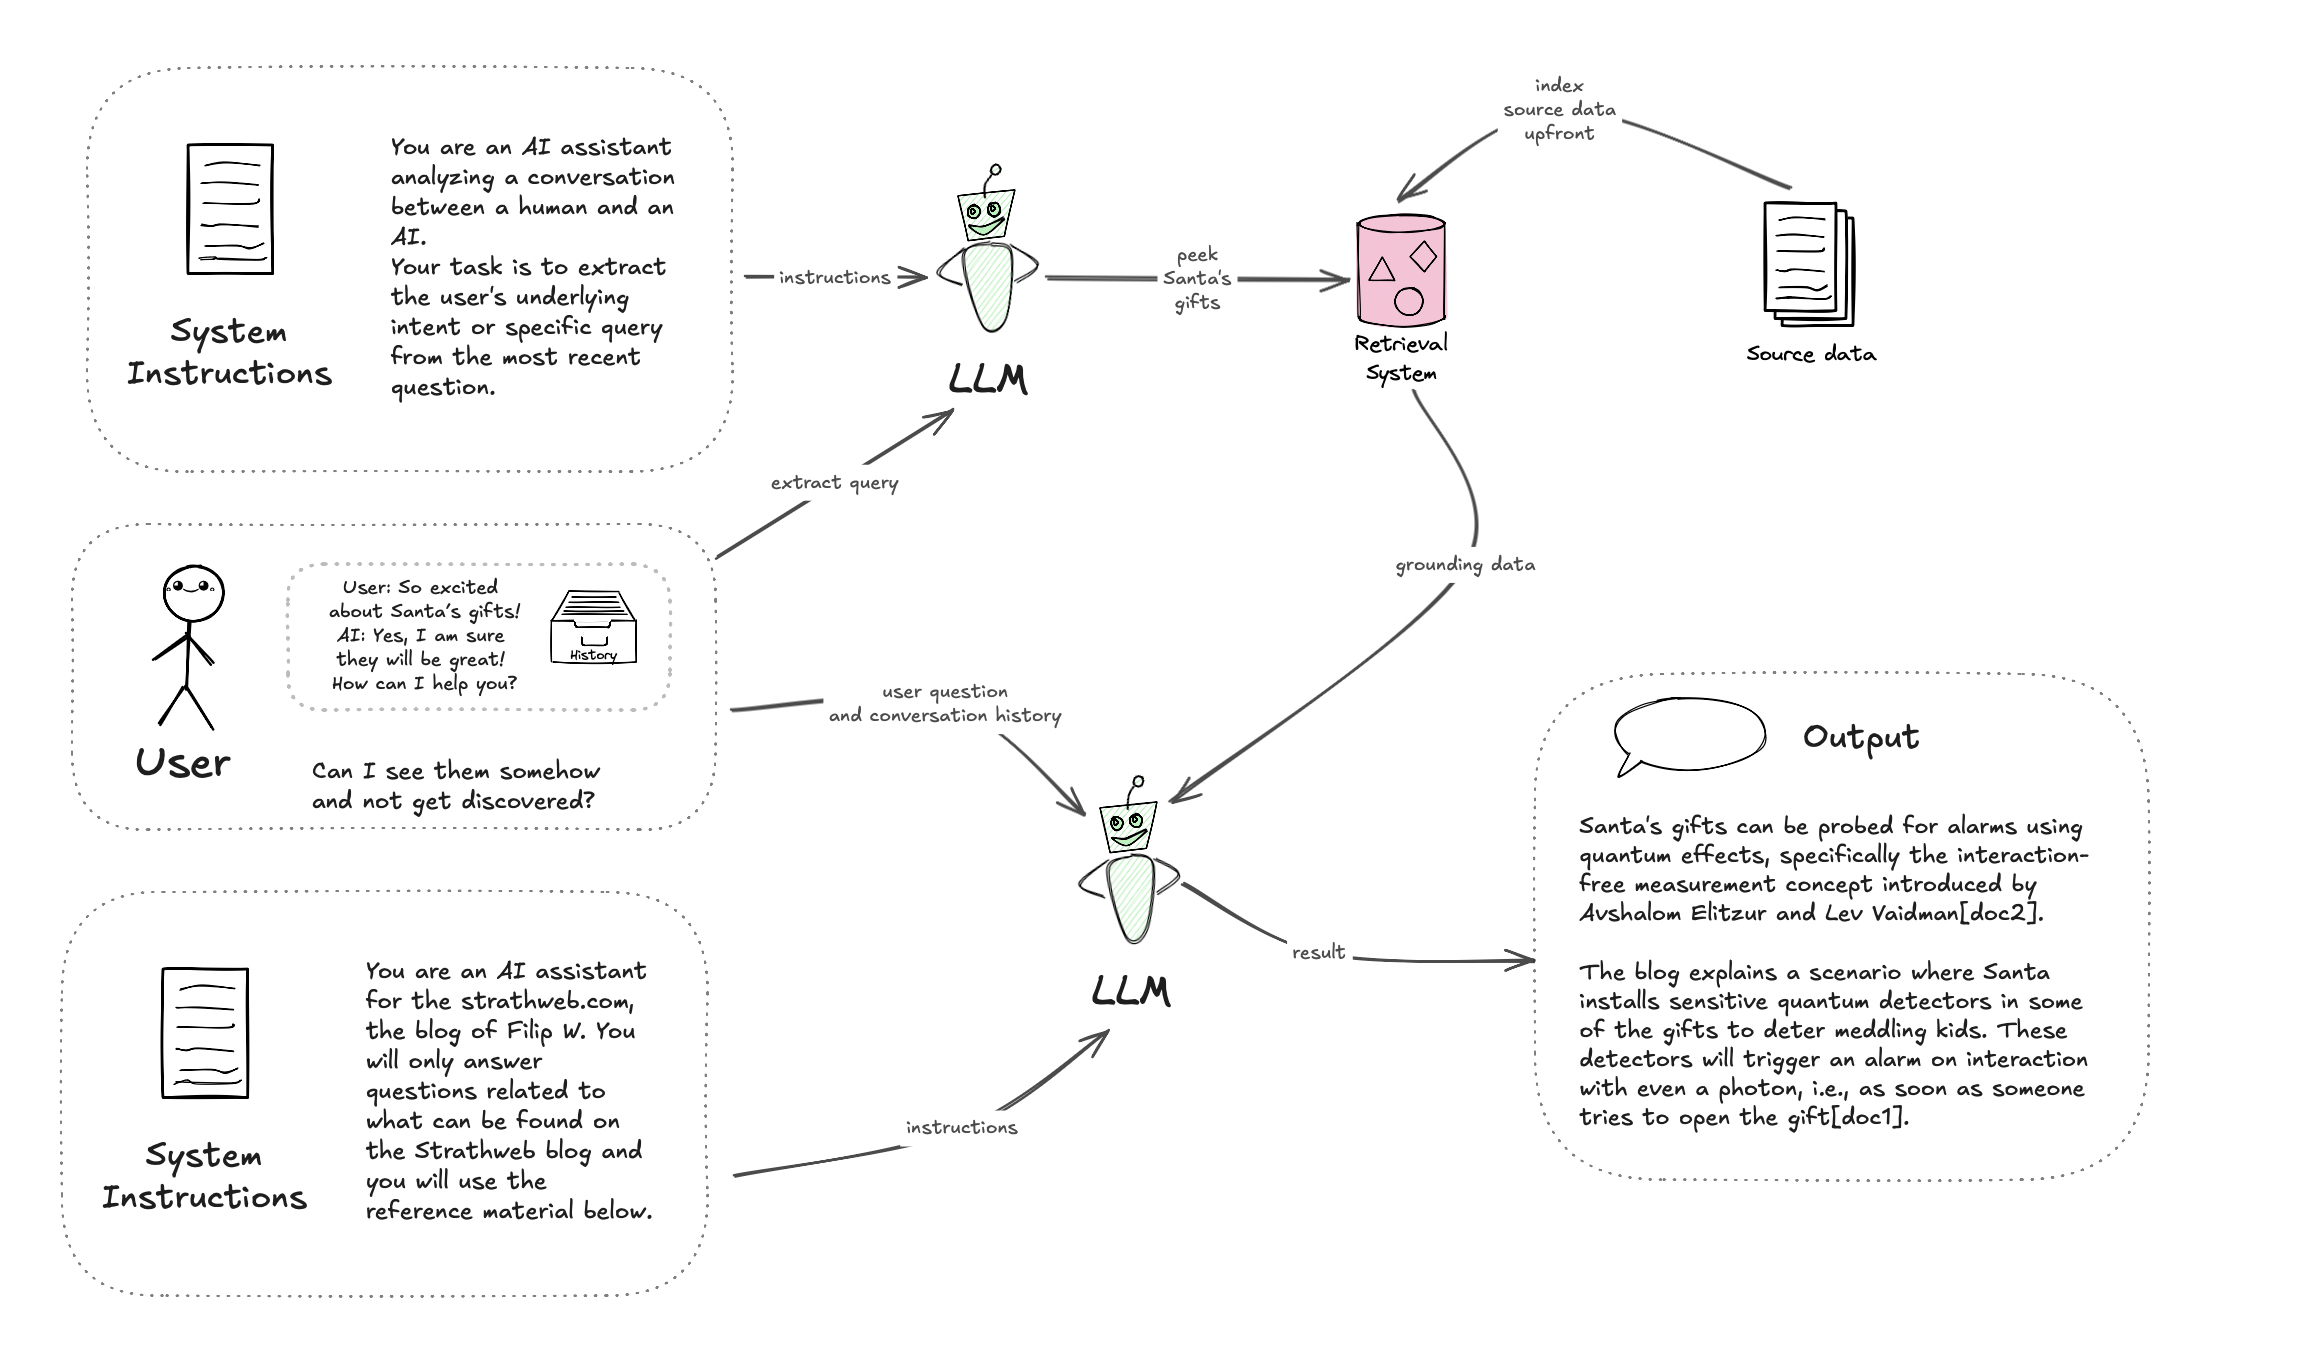 You are an AI assistant
analyzing a conversation
between a human and an
AI.
Your task is to extract
the user's underlying
intent or specific query
from the most recent
question.
System
Instructions
instructions
LLM
peek
Santa's
gifts
index
source data
upfront
Retrieval
System
Source data
extract query
User: So excited
about Santa's gifts!
AI: Yes, I am sure
they will be great!
How can I help you?
History
User
Can I see them somehow
and not get discovered?
user question
and conversation history
grounding data
You are an AI assistant
for the strathweb.com,
the blog of Filip W. You
will only answer
questions related to
what can be found on
the Strathweb blog and
you will use the
reference material below.
System
Instructions
instructions
LLM
result
Output
Santa's gifts can be probed for alarms using
quantum effects, specifically the interaction-
free measurement concept introduced by
Avshalom Elitzur and Lev Vaidman[doc2].
The blog explains a scenario where Santa
installs sensitive quantum detectors in some
of the gifts to deter meddling kids. These
detectors will trigger an alarm on interaction
with even a photon, i.e., as soon as someone
tries to open the gift[doc1].